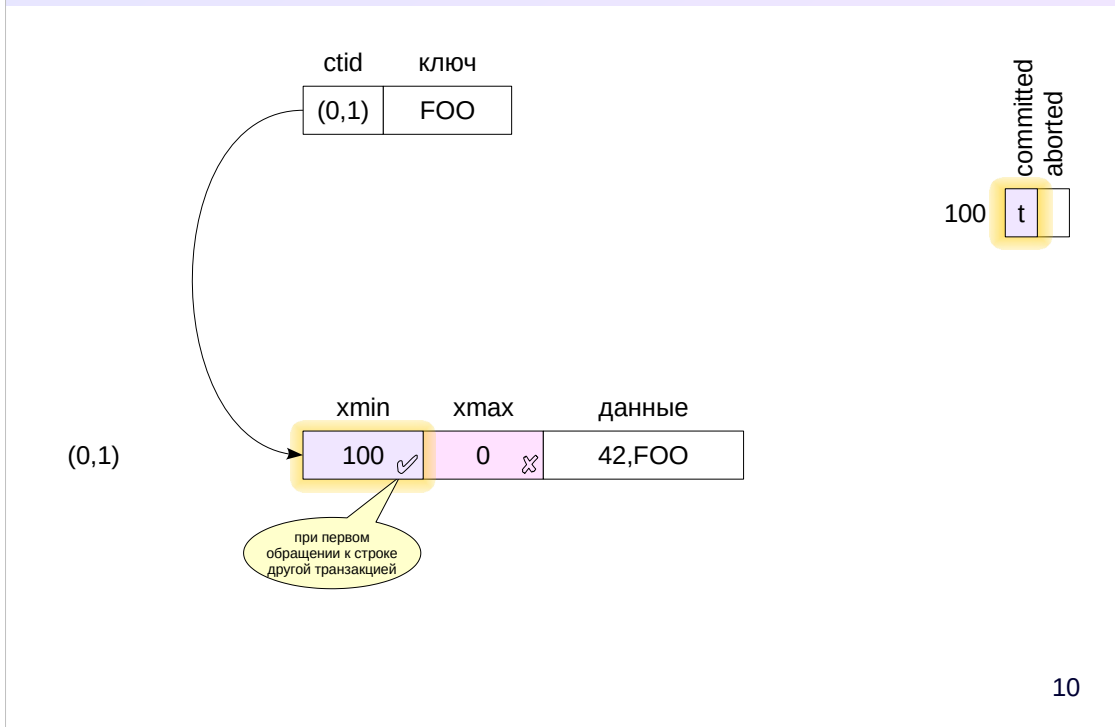 ctid ключ
(0,1) FOO
committed
aborted
100 t
xmin xmax данные
(0,1) 100 0 42,FOO
при первом
обращении к строке
другой транзакцией
10